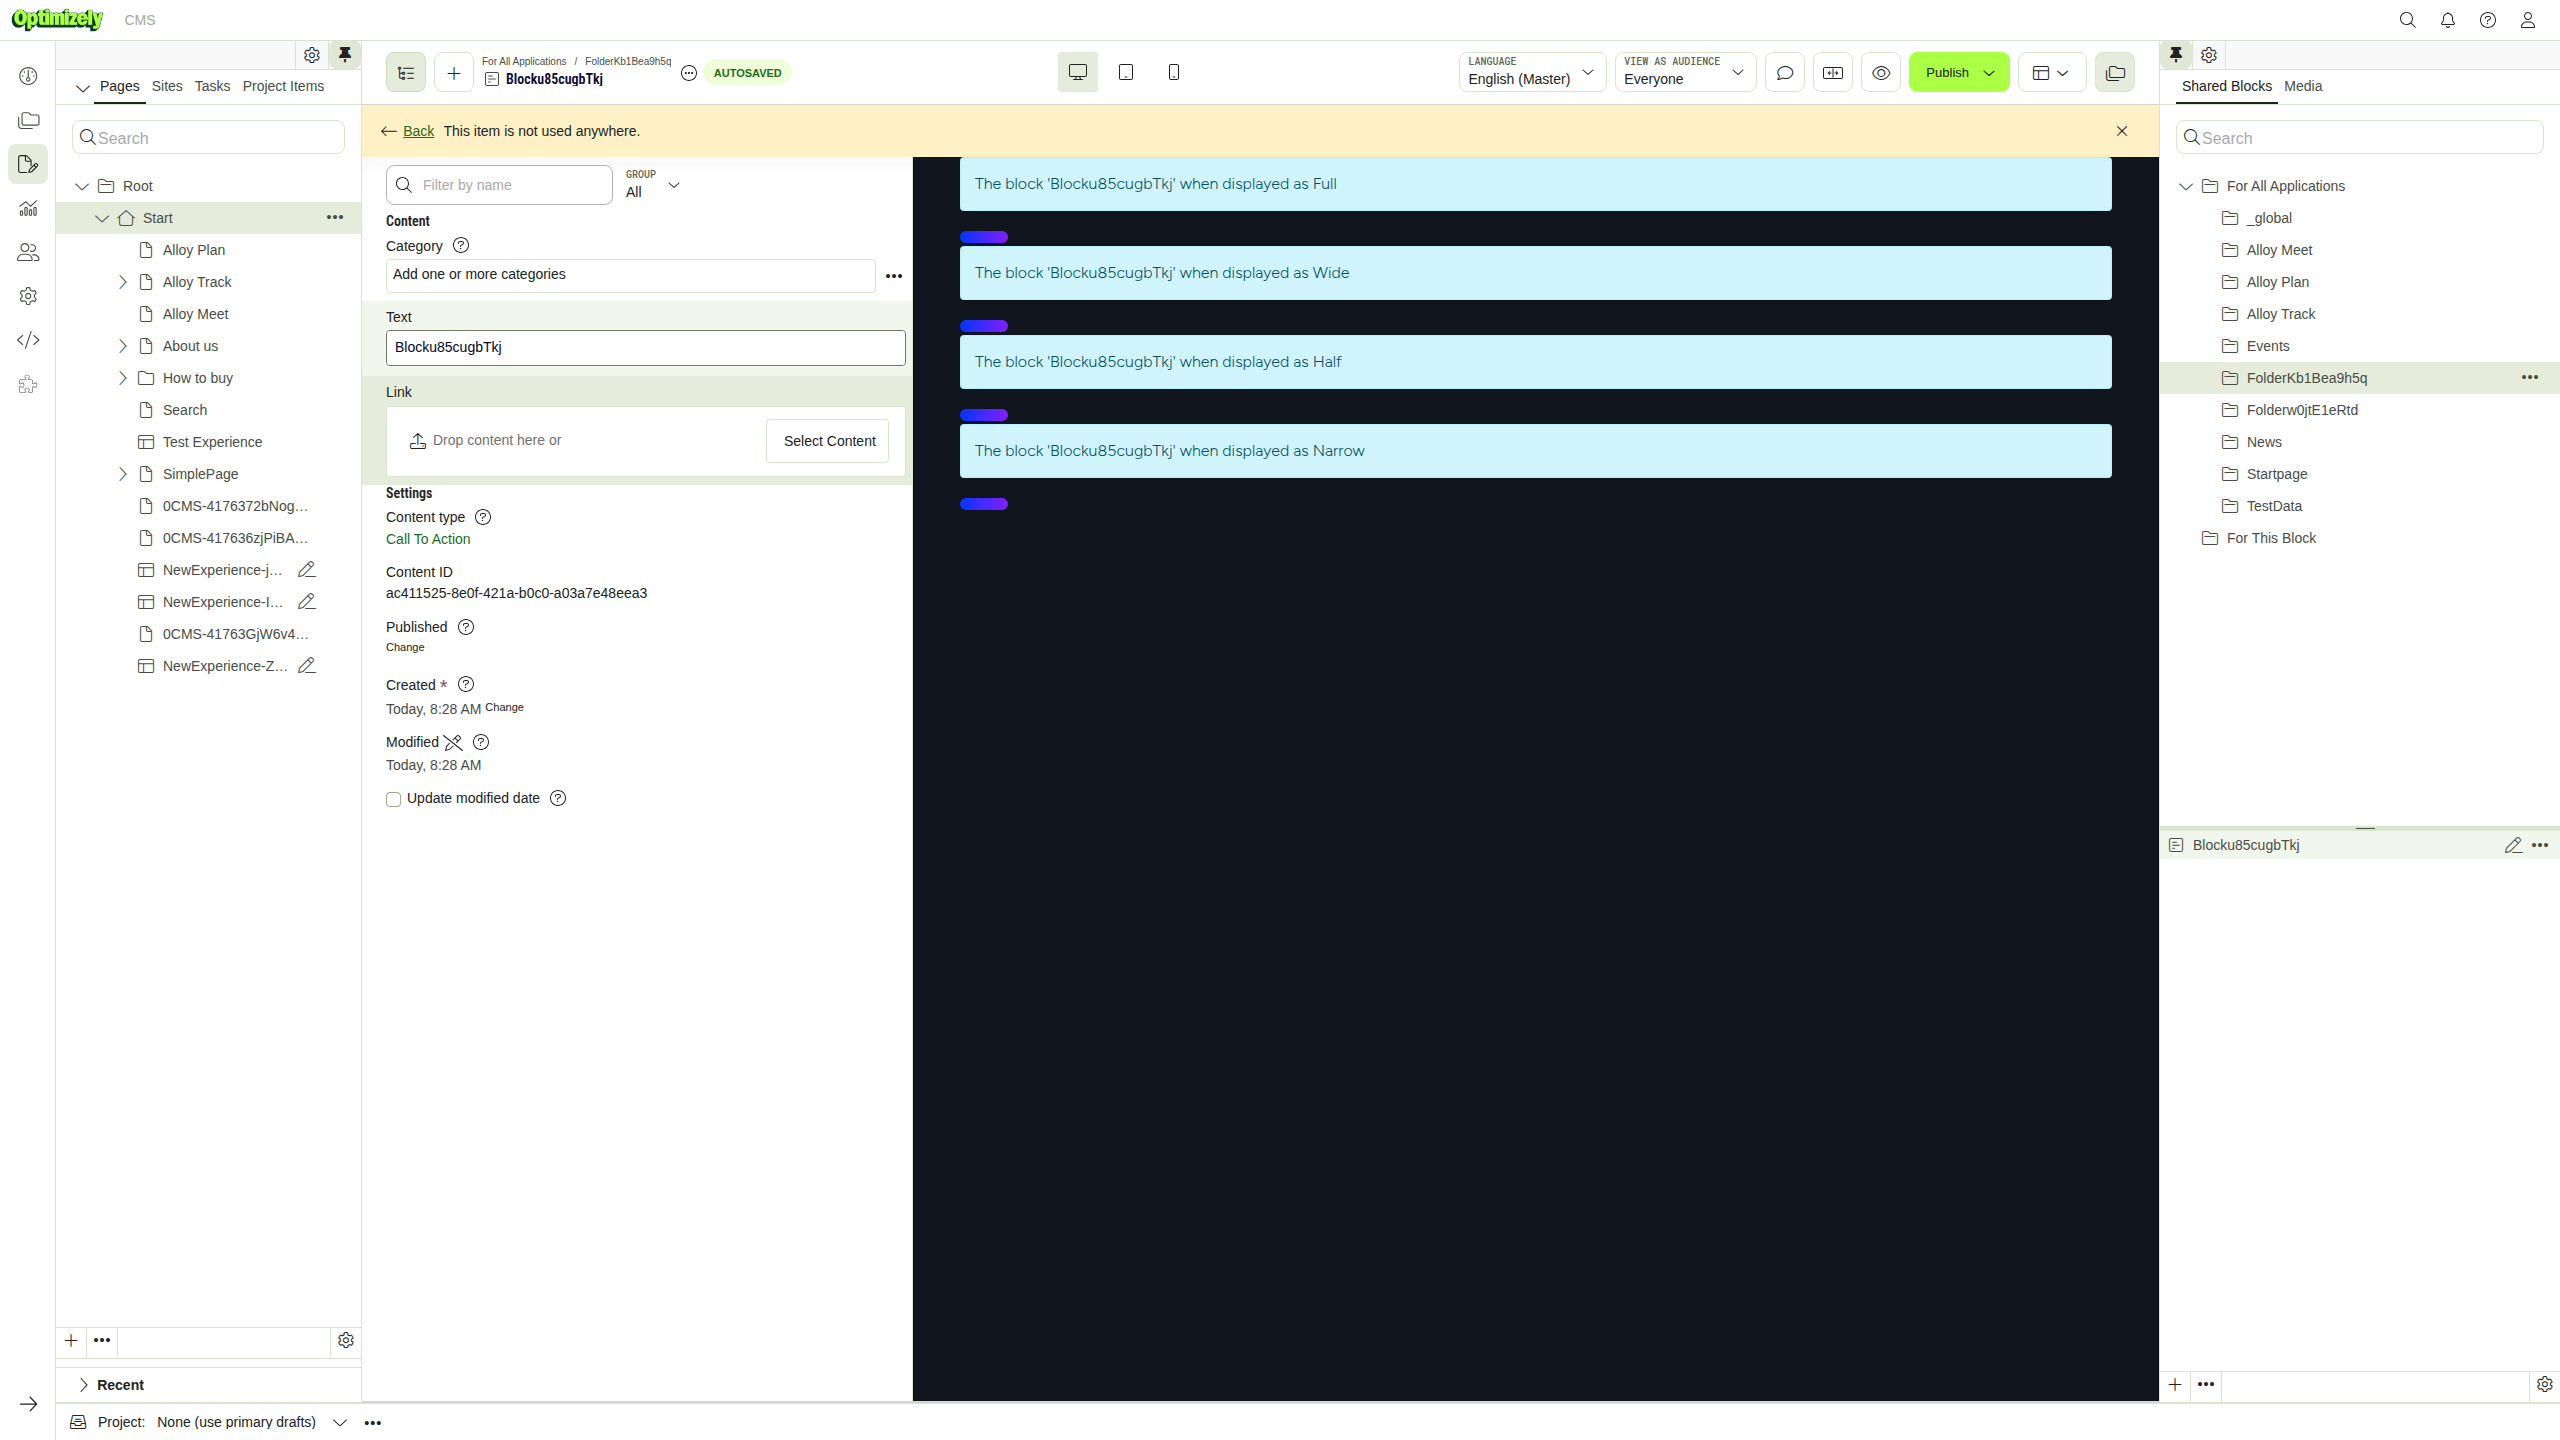 Optimizely CMS
Pages Sites Tasks Project Items
Search
Root
Start
Alloy Plan
Alloy Track
Alloy Meet
About us
How to buy
Search
Test Experience
SimplePage
0CMS-4176372bNog...
0CMS-417636zjPiBA...
NewExperience-j...
NewExperience-I...
0CMS-41763GjW6v4...
NewExperience-Z...
Recent
Project: None (use primary drafts)
For All Applications / FolderKb1Bea9h5q
Blocku85cugbTkj
AUTOSAVED
LANGUAGE
English (Master)
VIEW AS AUDIENCE
Everyone
Publish
Back This item is not used anywhere.
Filter by name
GROUP
All
Content
Category
Add one or more categories
Text
Blocku85cugbTkj
Link
Drop content here or
Select Content
Settings
Content type
Call To Action
Content ID
ac411525-8e0f-421a-b0c0-a03a7e48eea3
Published
Change
Created *
Today, 8:28 AM Change
Modified
Today, 8:28 AM
Update modified date
The block 'Blocku85cugbTkj' when displayed as Full
The block 'Blocku85cugbTkj' when displayed as Wide
The block 'Blocku85cugbTkj' when displayed as Half
The block 'Blocku85cugbTkj' when displayed as Narrow
Shared Blocks Media
Search
For All Applications
_global
Alloy Meet
Alloy Plan
Alloy Track
Events
FolderKb1Bea9h5q
Folderw0jtE1eRtd
News
Startpage
TestData
For This Block
Blocku85cugbTkj